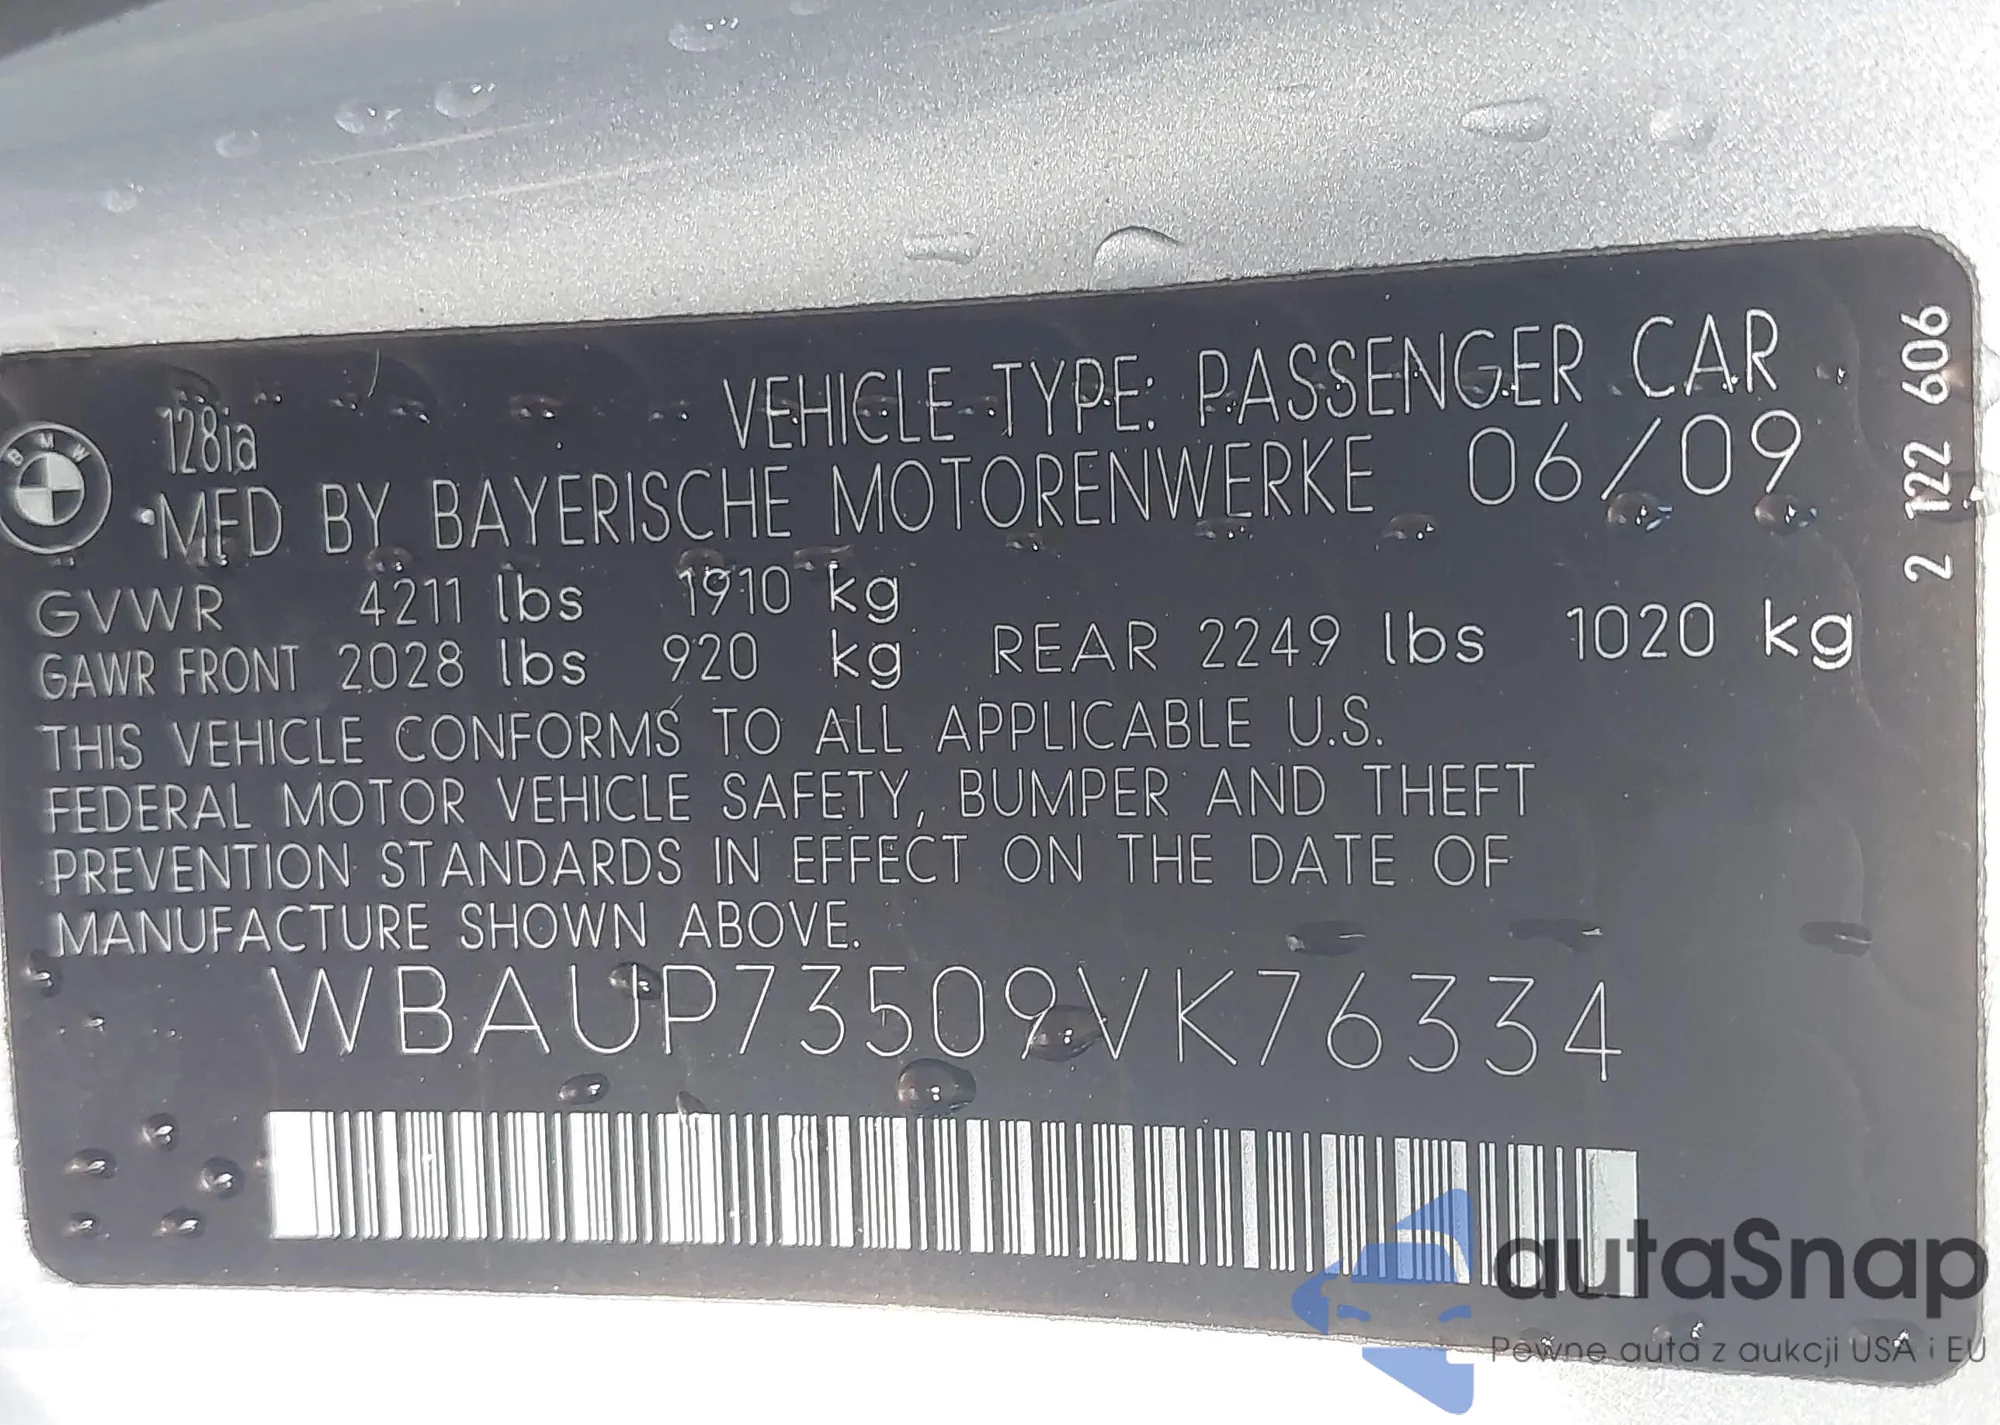 128ia
VEHICLE TYPE: PASSENGER CAR
BMW
MFD BY BAYERISCHE MOTORENWERKE 06/09
GVWR 4211 lbs 1910 kg
GAWR FRONT 2028 lbs 920 kg REAR 2249 lbs 1020 kg
THIS VEHICLE CONFORMS TO ALL APPLICABLE U.S.
FEDERAL MOTOR VEHICLE SAFETY, BUMPER AND THEFT
PREVENTION STANDARDS IN EFFECT ON THE DATE OF
MANUFACTURE SHOWN ABOVE.
WBAUP73509VK76334
2 122 606
autaSnap
Pewne auta z aukcji USA i EU